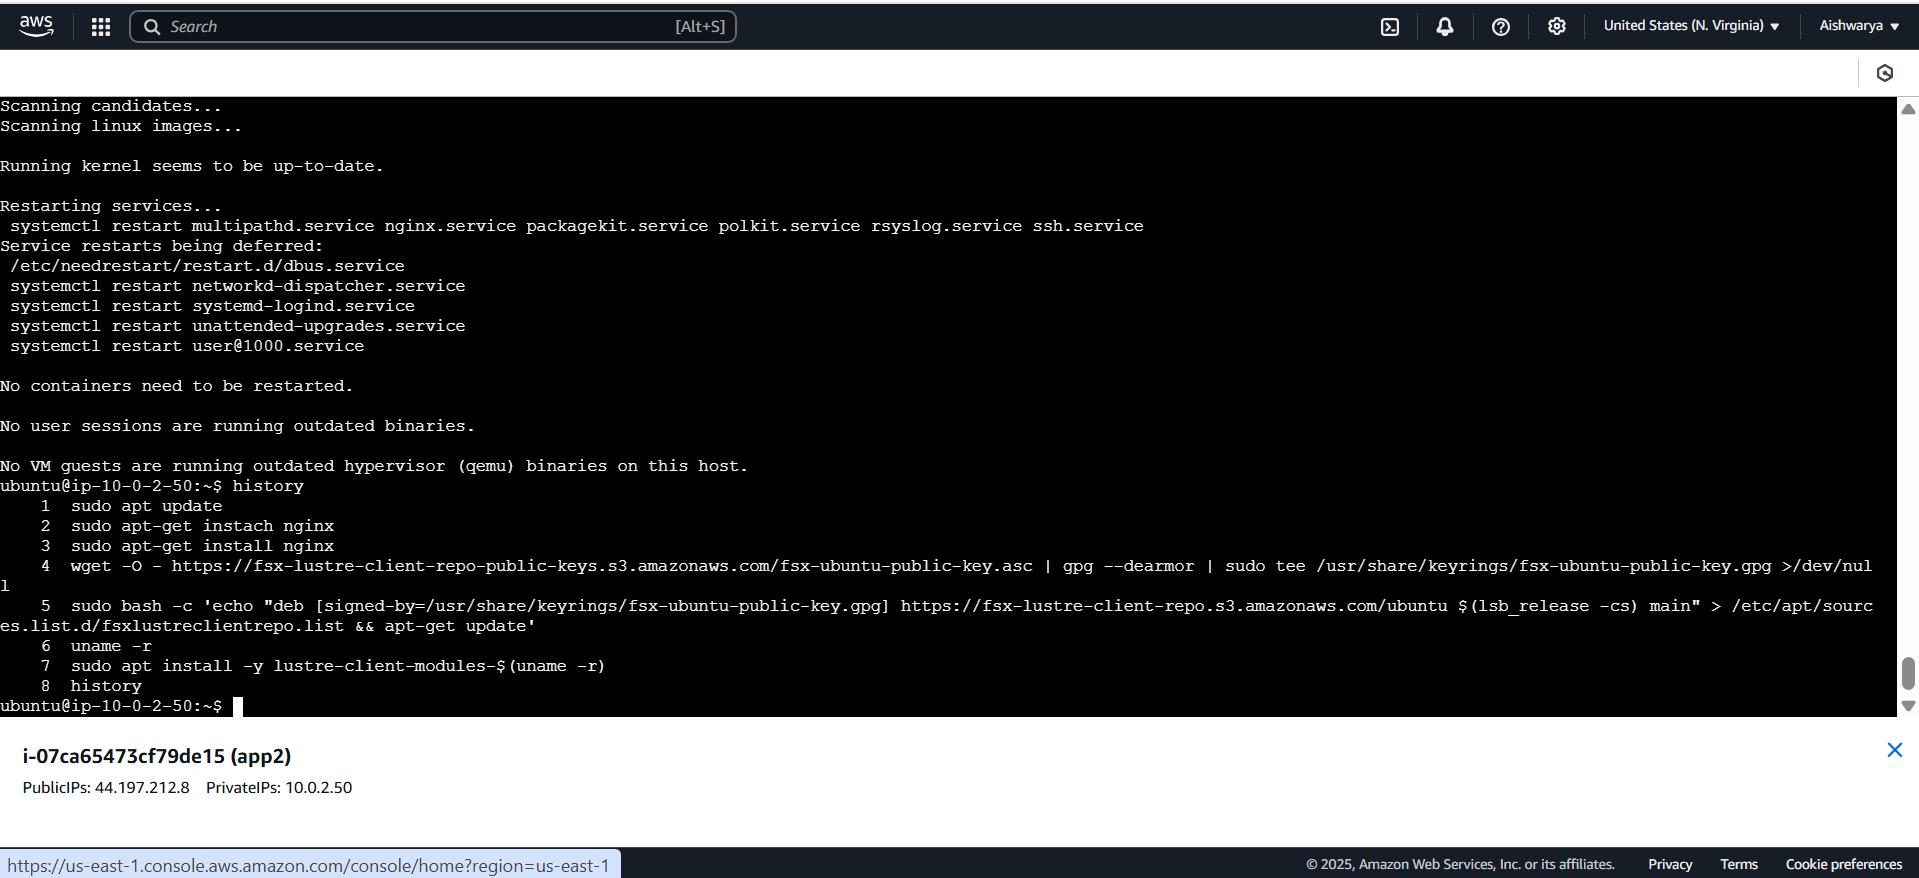 aws
Search [Alt+S]
United States (N. Virginia)
Aishwarya
Scanning candidates...
Scanning linux images...
Running kernel seems to be up-to-date.
Restarting services...
systemctl restart multipathd.service nginx.service packagekit.service polkit.service rsyslog.service ssh.service
Service restarts being deferred:
/etc/needrestart/restart.d/dbus.service
systemctl restart networkd-dispatcher.service
systemctl restart systemd-logind.service
systemctl restart unattended-upgrades.service
systemctl restart user@1000.service
No containers need to be restarted.
No user sessions are running outdated binaries.
No VM guests are running outdated hypervisor (qemu) binaries on this host.
ubuntu@ip-10-0-2-50:~$ history
1 sudo apt update
2 sudo apt-get instach nginx
3 sudo apt-get install nginx
4 wget -O - https://fsx-lustre-client-repo-public-keys.s3.amazonaws.com/fsx-ubuntu-public-key.asc | gpg --dearmor | sudo tee /usr/share/keyrings/fsx-ubuntu-public-key.gpg >/dev/nul
l
5 sudo bash -c 'echo "deb [signed-by=/usr/share/keyrings/fsx-ubuntu-public-key.gpg] https://fsx-lustre-client-repo.s3.amazonaws.com/ubuntu $(lsb_release -cs) main" > /etc/apt/sourc
es.list.d/fsxlustreclientrepo.list && apt-get update'
6 uname -r
7 sudo apt install -y lustre-client-modules-$(uname -r)
8 history
ubuntu@ip-10-0-2-50:~$
i-07ca65473cf79de15 (app2)
PublicIPs: 44.197.212.8 PrivateIPs: 10.0.2.50
https://us-east-1.console.aws.amazon.com/console/home?region=us-east-1
© 2025, Amazon Web Services, Inc. or its affiliates. Privacy Terms Cookie preferences